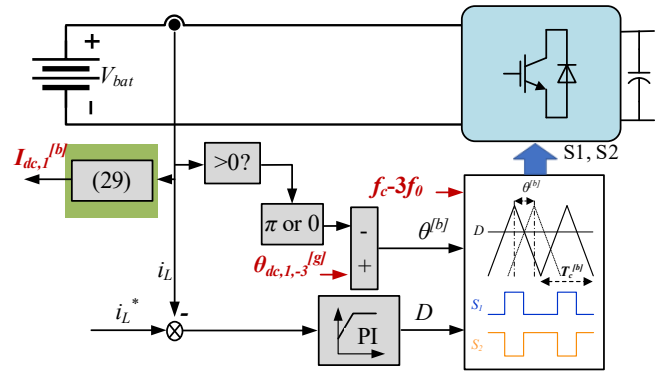 +
V_bat
−
S1, S2
I_dc,1^[b]
(29)
>0?
f_c-3f_0
θ^[b]
π or 0
-
D
θ^[b]
+
θ_dc,1,-3^[g]
T_c^[b]
i_L
S_1
i_L^*
-
PI
D
S_2